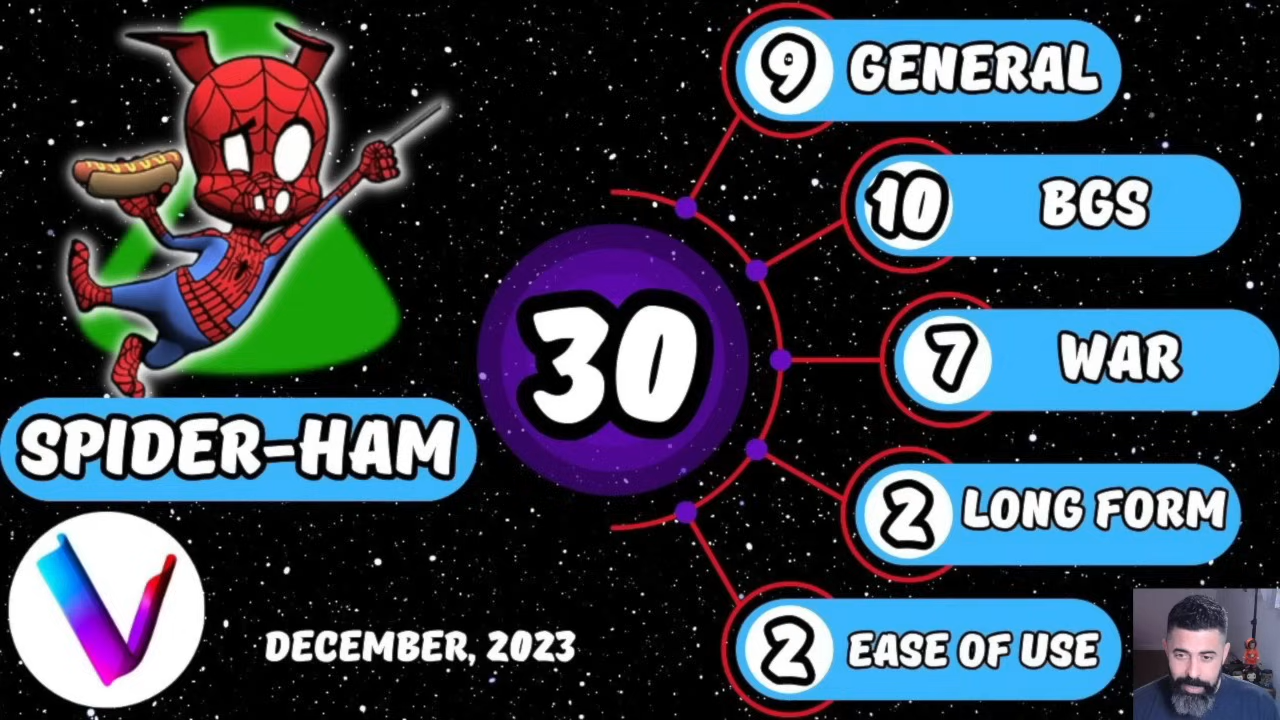 9 GENERAL
10 BGS
30
7 WAR
SPIDER-HAM
2 LONG FORM
V
DECEMBER, 2023
2 EASE OF USE